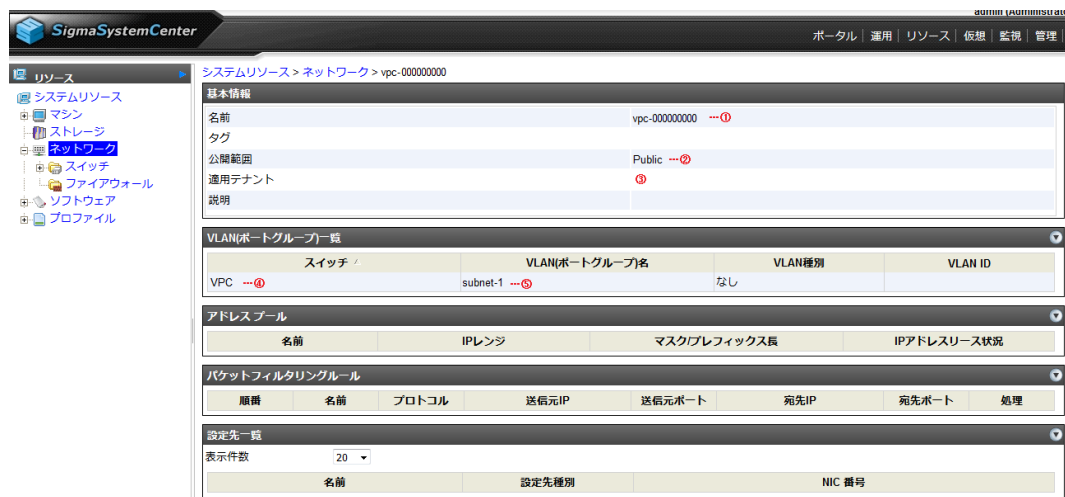 admin (Administrato
SigmaSystemCenter
ポータル | 運用 | リソース | 仮想 | 監視 | 管理 |
リソース
システムリソース
マシン
ストレージ
ネットワーク
スイッチ
ファイアウォール
ソフトウェア
プロファイル
システムリソース > ネットワーク > vpc-000000000
基本情報
名前 vpc-000000000 ---①
タグ
公開範囲 Public ---②
適用テナント ③
説明
VLAN(ポートグループ)一覧
スイッチ VLAN(ポートグループ)名 VLAN種別 VLAN ID
VPC ---④ subnet-1 ---⑤ なし
アドレス プール
名前 IPレンジ マスク/プレフィックス長 IPアドレスリース状況
パケットフィルタリングルール
順番 名前 プロトコル 送信元IP 送信元ポート 宛先IP 宛先ポート 処理
設定先一覧
表示件数 20
名前 設定先種別 NIC 番号